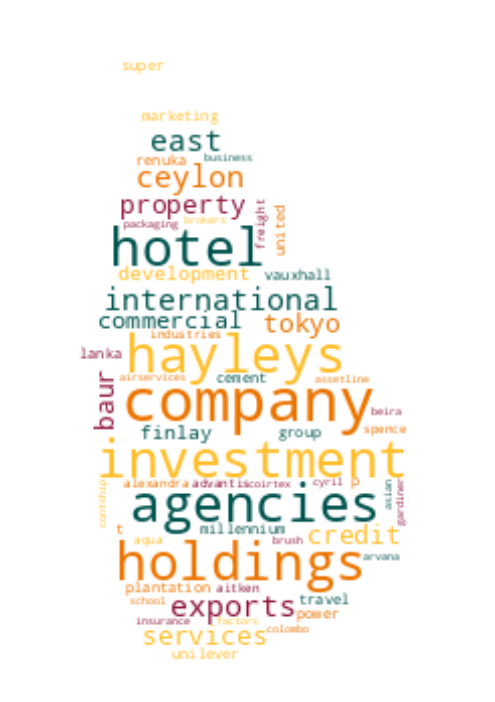 super
marketing
east
renuka business
ceylon
property
packaging brokers
freight
united
hotel
development vauxhall
international
commercial tokyo
industries
lanka hayleys
airservices cement assetline
baur
company
beira
finlay group spence
investment
alexandra advantis coirtex cyril p
contship
asian
gardiner
agencies
t millennium credit
aqua brush
holdings arvana
plantation aitken
school exports travel
power
insurance factors
services colombo
unilever